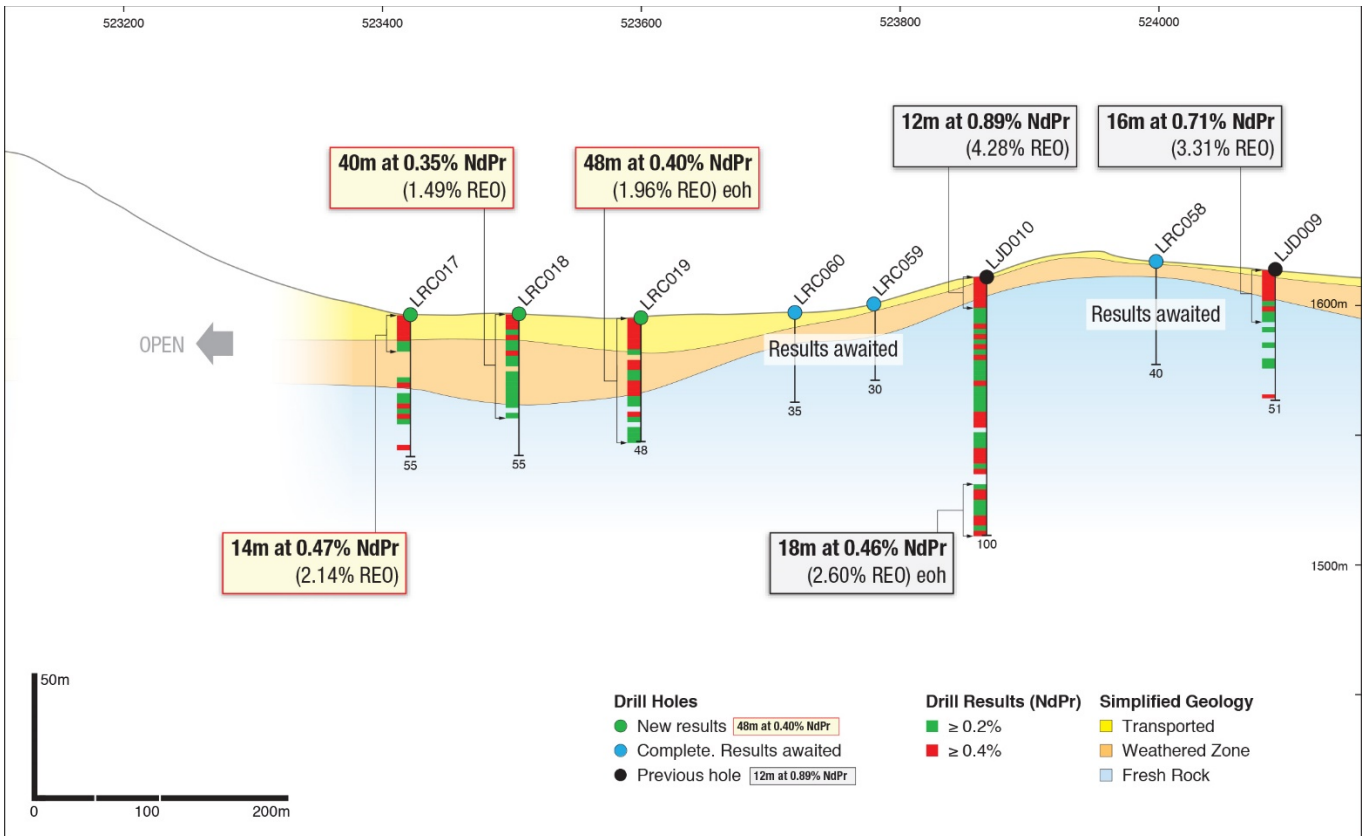 523200
523400
523600
523800
524000
40m at 0.35% NdPr
(1.49% REO)
48m at 0.40% NdPr
(1.96% REO) eoh
12m at 0.89% NdPr
(4.28% REO)
16m at 0.71% NdPr
(3.31% REO)
LRC017
LRC018
LRC019
LRC060
LRC059
LJD010
LRC058
LJD009
1600m
OPEN
Results awaited
Results awaited
55
55
48
35
30
100
40
51
14m at 0.47% NdPr
(2.14% REO)
18m at 0.46% NdPr
(2.60% REO) eoh
1500m
50m
0
100
200m
Drill Holes
New results 48m at 0.40% NdPr
Complete. Results awaited
Previous hole 12m at 0.89% NdPr
Drill Results (NdPr)
≥ 0.2%
≥ 0.4%
Simplified Geology
Transported
Weathered Zone
Fresh Rock